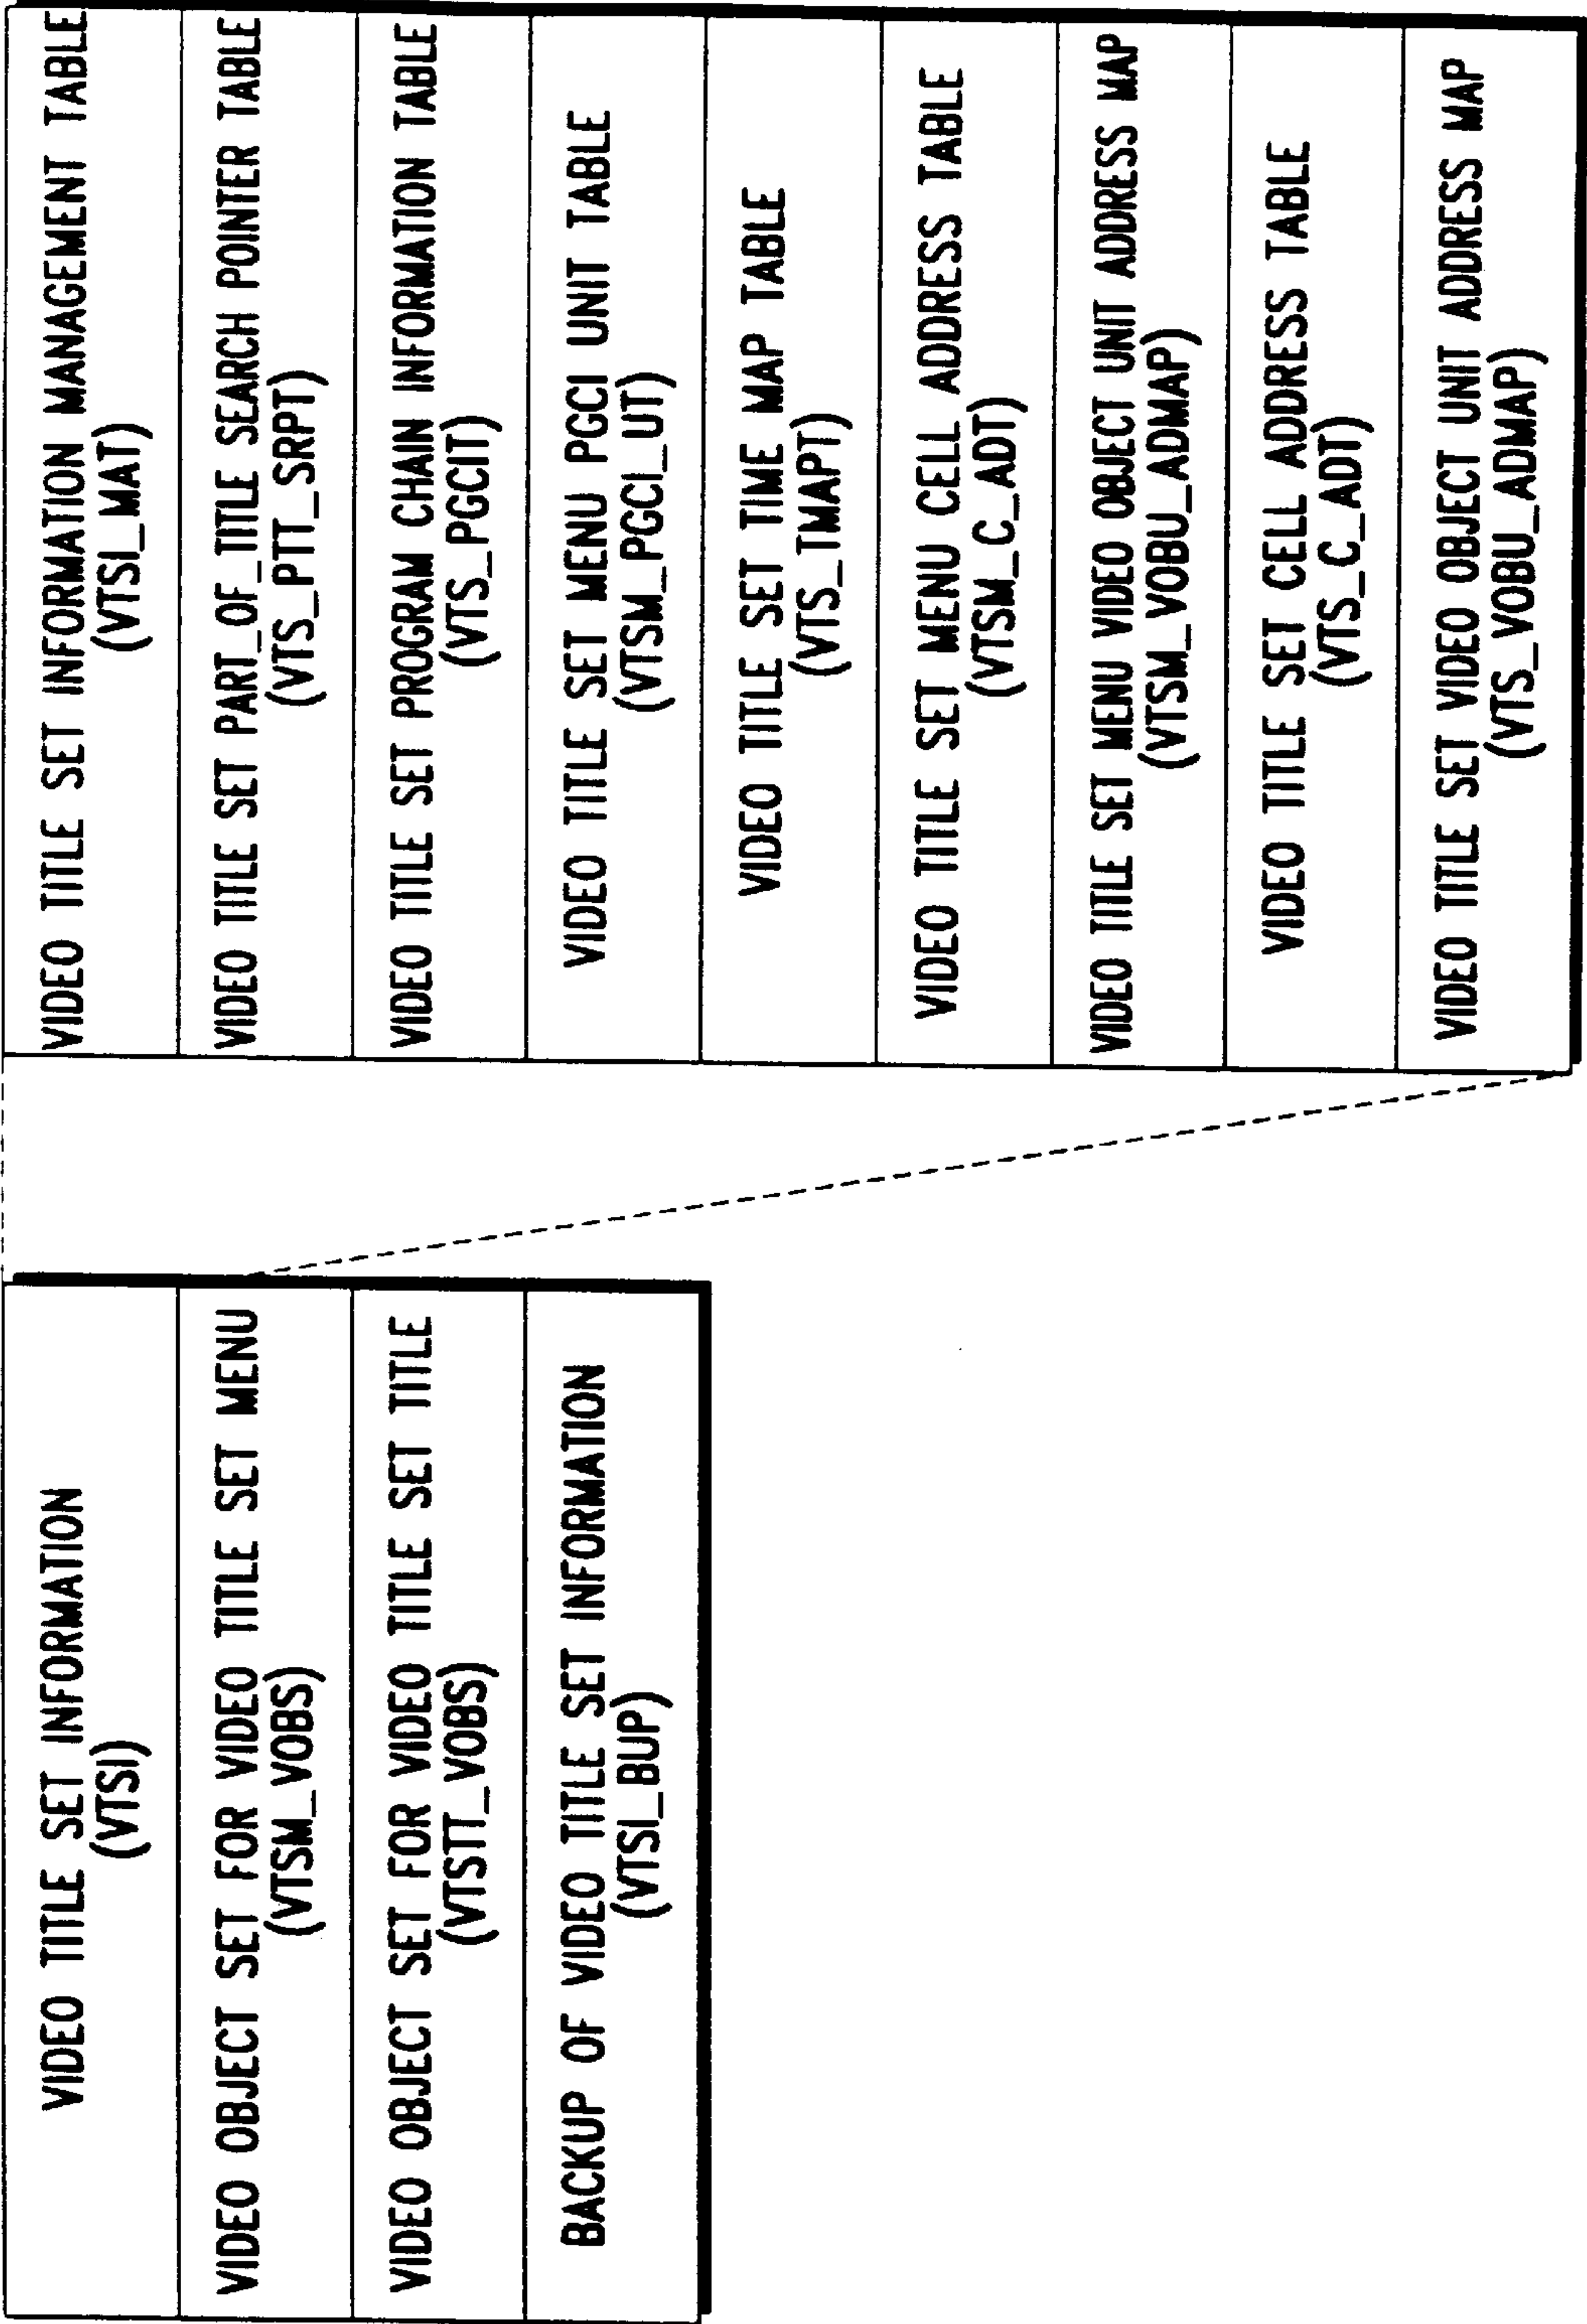 VIDEO TITLE SET INFORMATION
(VTSI)
VIDEO OBJECT SET FOR VIDEO TITLE SET MENU
(VTSM_VOBS)
VIDEO OBJECT SET FOR VIDEO TITLE SET TITLE
(VTSTT_VOBS)
BACKUP OF VIDEO TITLE SET INFORMATION
(VTSI_BUP)
VIDEO TITLE SET INFORMATION MANAGEMENT TABLE
(VTSI_MAT)
VIDEO TITLE SET PART_OF_TITLE SEARCH POINTER TABLE
(VTS_PTT_SRPT)
VIDEO TITLE SET PROGRAM CHAIN INFORMATION TABLE
(VTS_PGCIT)
VIDEO TITLE SET MENU PGCI UNIT TABLE
(VTSM_PGCI_UT)
VIDEO TITLE SET TIME MAP TABLE
(VTS_TMAPT)
VIDEO TITLE SET MENU CELL ADDRESS TABLE
(VTSM_C_ADT)
VIDEO TITLE SET MENU VIDEO OBJECT UNIT ADDRESS MAP
(VTSM_VOBU_ADMAP)
VIDEO TITLE SET CELL ADDRESS TABLE
(VTS_C_ADT)
VIDEO TITLE SET VIDEO OBJECT UNIT ADDRESS MAP
(VTS_VOBU_ADMAP)